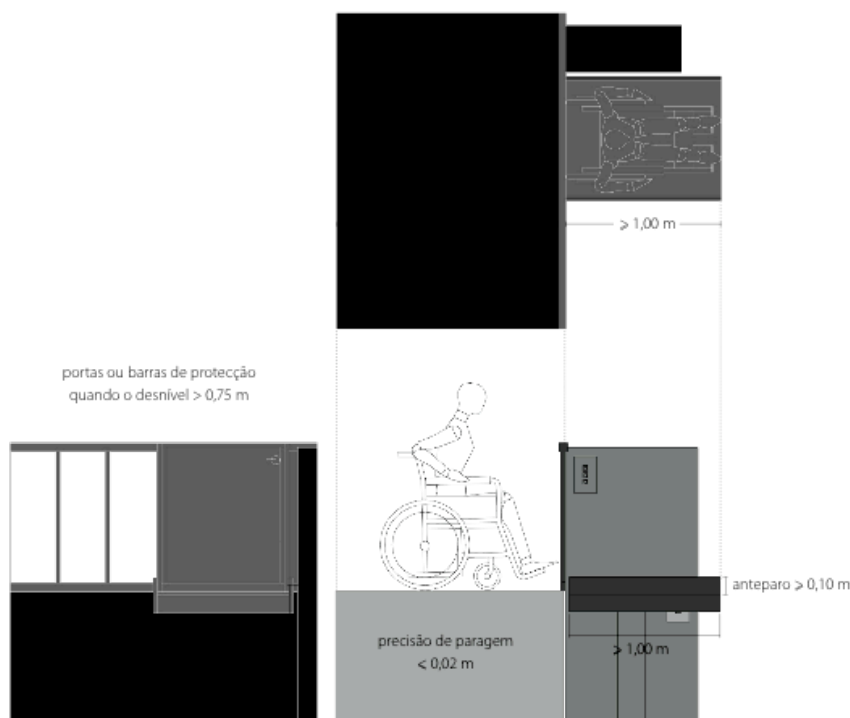 ⩾ 1,00 m
portas ou barras de protecção
quando o desnível > 0,75 m
anteparo ⩾ 0,10 m
precisão de paragem
< 0,02 m
⩾ 1,00 m